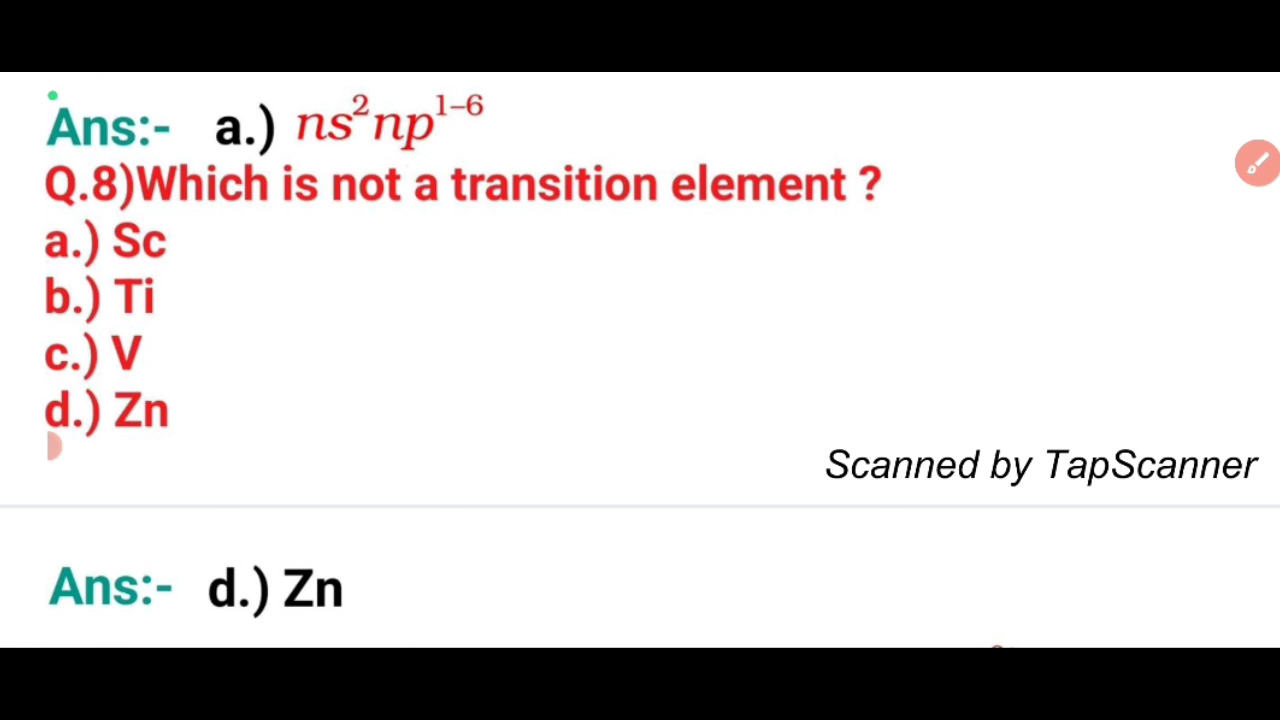 Ans:- a.) ns²np¹⁻⁶
Q.8)Which is not a transition element ?
a.) Sc
b.) Ti
c.) V
d.) Zn
Scanned by TapScanner
Ans:- d.) Zn